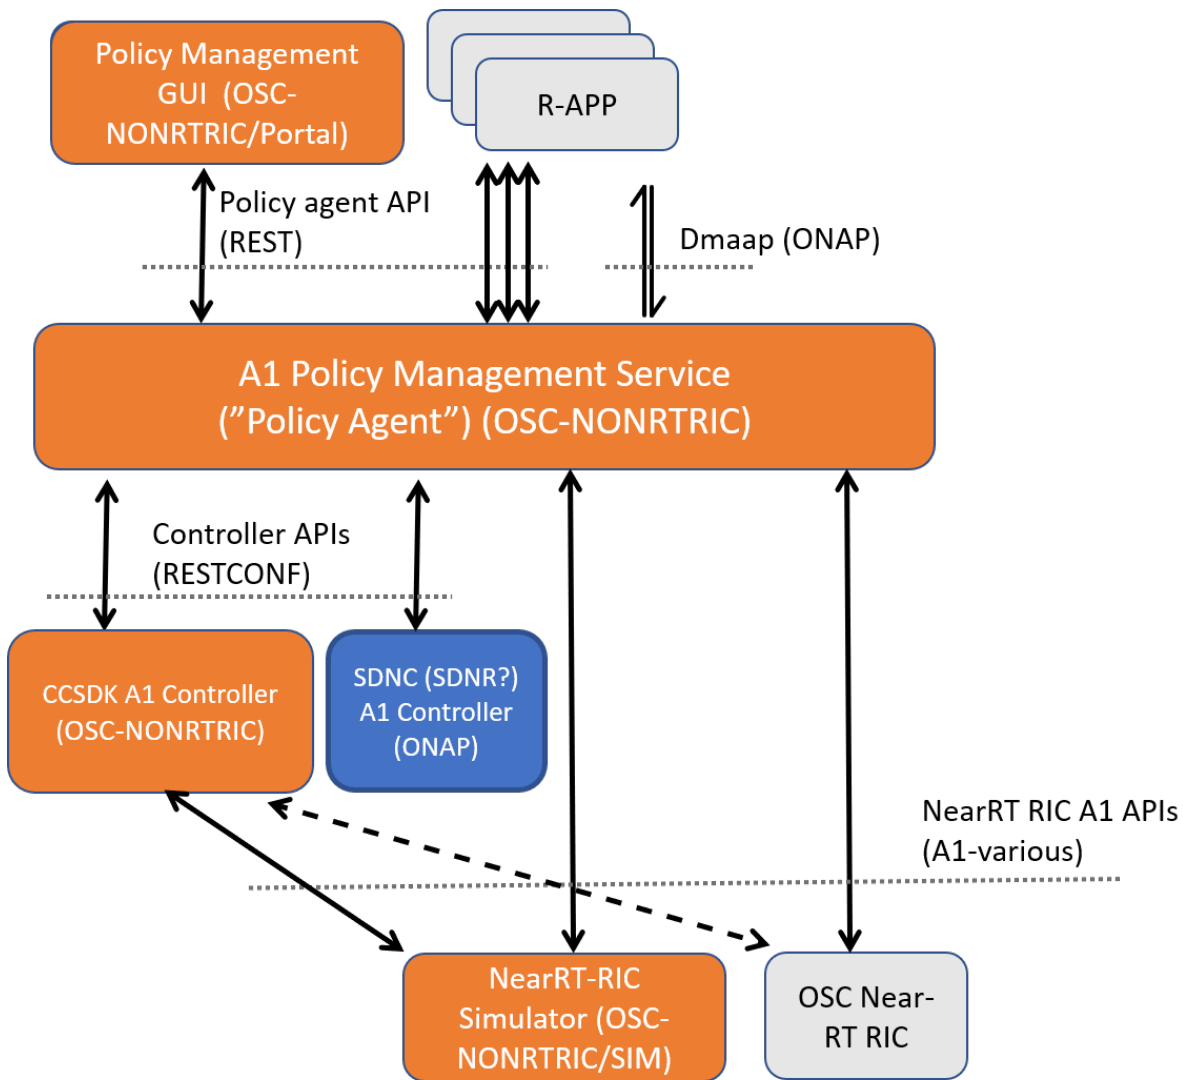 Policy Management
GUI  (OSC-
NONRTRIC/Portal)
R-APP
Policy agent API
(REST)
Dmaap (ONAP)
A1 Policy Management Service
(”Policy Agent”) (OSC-NONRTRIC)
Controller APIs
(RESTCONF)
CCSDK A1 Controller
(OSC-NONRTRIC)
SDNC (SDNR?)
A1 Controller
(ONAP)
NearRT RIC A1 APIs
(A1-various)
NearRT-RIC
Simulator (OSC-
NONRTRIC/SIM)
OSC Near-
RT RIC